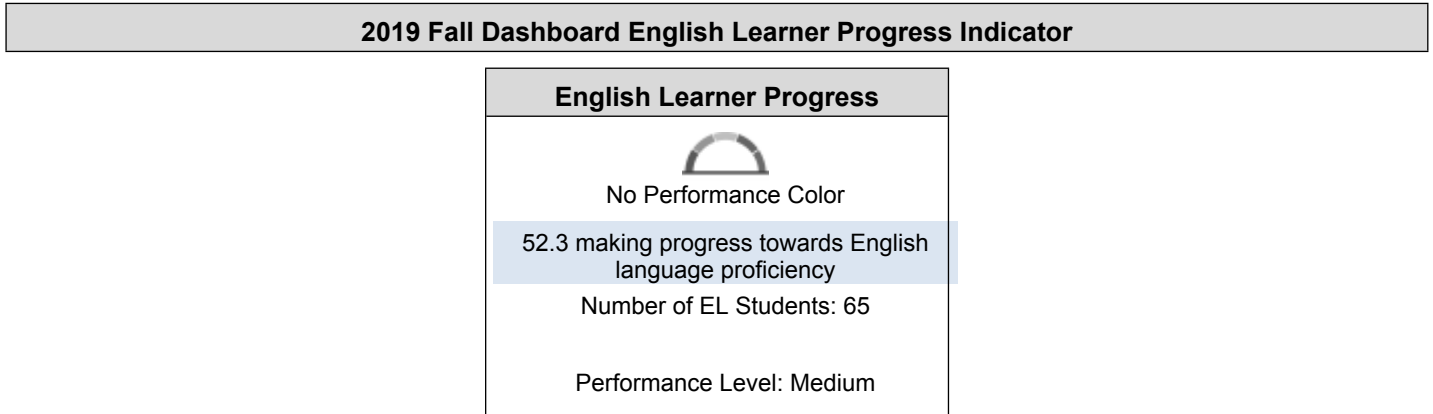 2019 Fall Dashboard English Learner Progress Indicator
English Learner Progress
No Performance Color
52.3 making progress towards English
language proficiency
Number of EL Students: 65
Performance Level: Medium